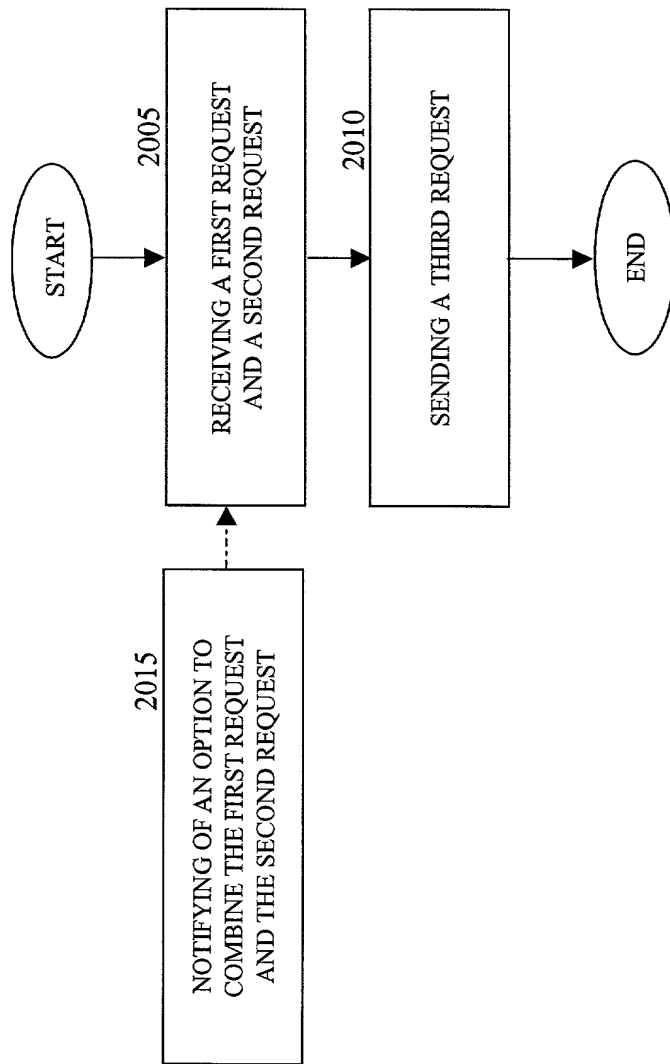 START
2005
RECEIVING A FIRST REQUEST
AND A SECOND REQUEST
2010
SENDING A THIRD REQUEST
END
2015
NOTIFYING OF AN OPTION TO
COMBINE THE FIRST REQUEST
AND THE SECOND REQUEST